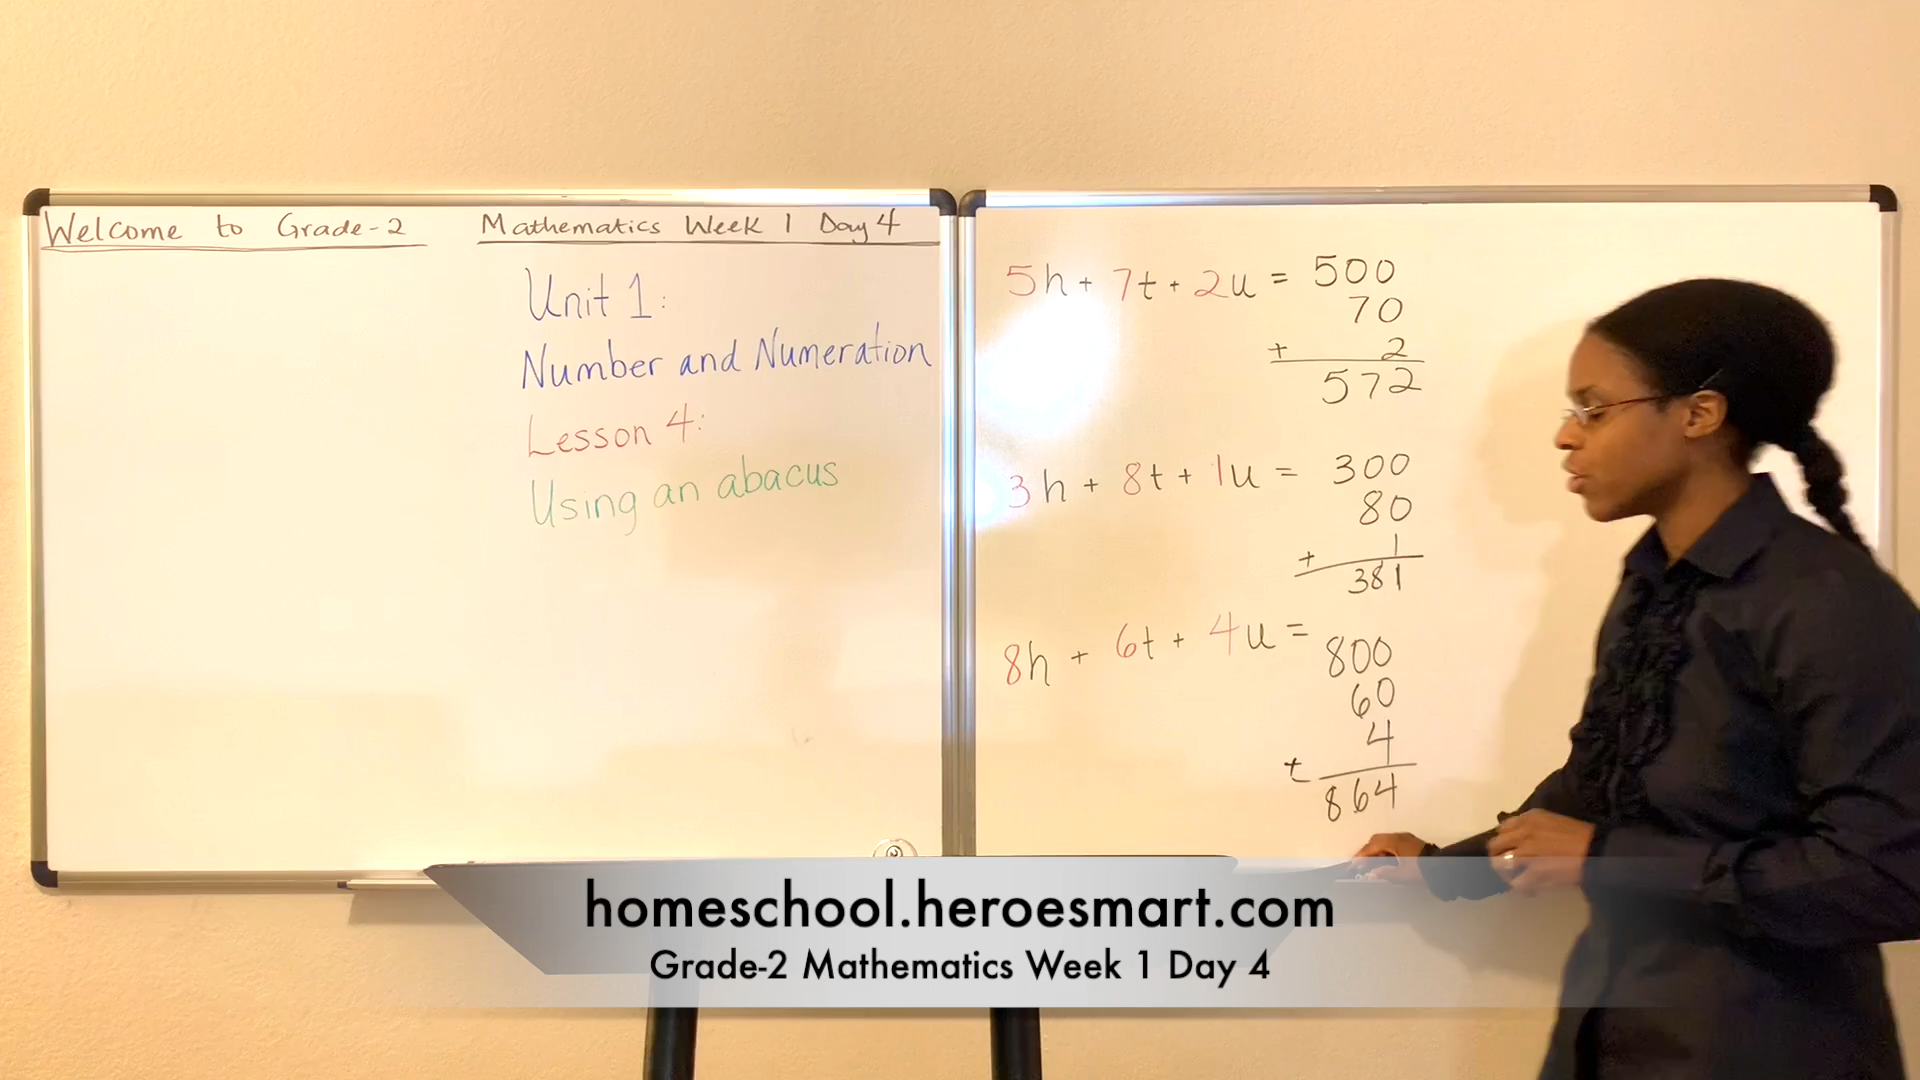 Welcome to Grade-2 Mathematics Week 1 Day 4
Unit 1:
Number and Numeration
Lesson 4:
Using an abacus
5h + 7t + 2u = 500
70
+ 2
572
3h + 8t + 1u = 300
80
+ 1
381
8h + 6t + 4u =
800
60
4
+
864
homeschool.heroesmart.com
Grade-2 Mathematics Week 1 Day 4